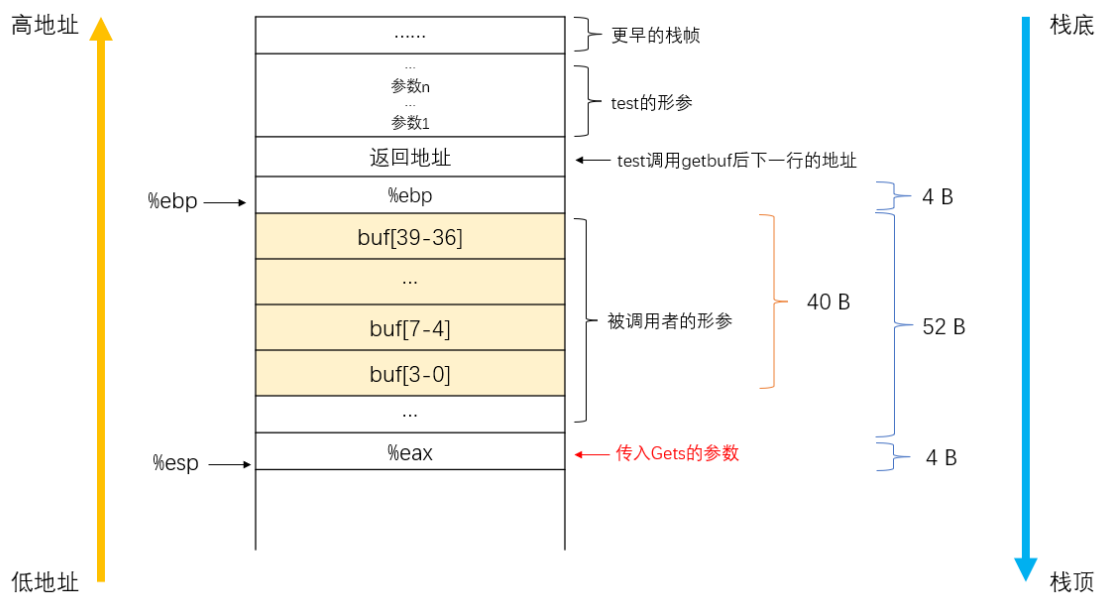 高地址
栈底
……
更早的栈帧
...
参数n
...
参数1
test的形参
返回地址
test调用getbuf后下一行的地址
%ebp
%ebp
4 B
buf[39-36]
...
40 B
被调用者的形参
52 B
buf[7-4]
buf[3-0]
...
%esp
%eax
传入Gets的参数
4 B
低地址
栈顶